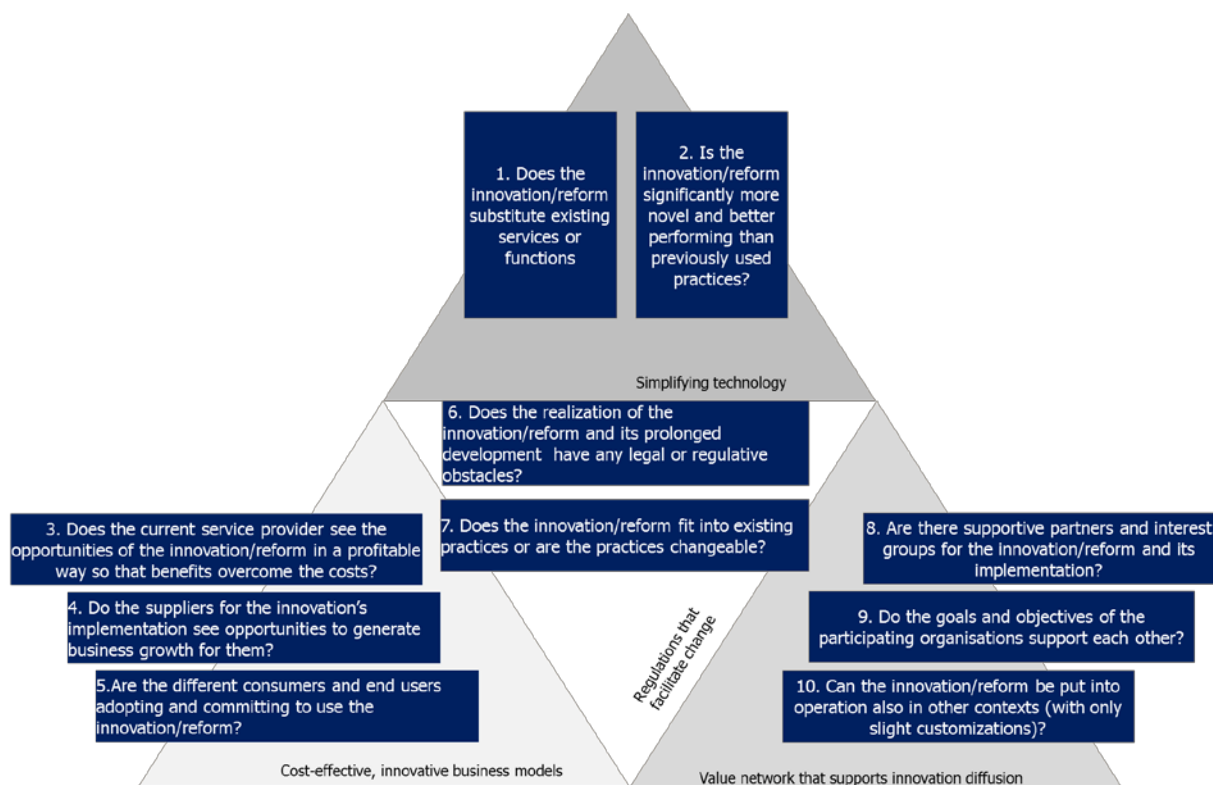 1. Does the
innovation/reform
substitute existing
services or
functions
2. Is the
innovation/reform
significantly more
novel and better
performing than
previously used
practices?
Simplifying technology
6. Does the realization of the
innovation/reform and its prolonged
development have any legal or regulative
obstacles?
7. Does the innovation/reform fit into existing
practices or are the practices changeable?
3. Does the current service provider see the
opportunities of the innovation/reform in a profitable
way so that benefits overcome the costs?
4. Do the suppliers for the innovation's
implementation see opportunities to generate
business growth for them?
5.Are the different consumers and end users
adopting and committing to use the
innovation/reform?
Cost-effective, innovative business models
Regulations that
facilitate change
8. Are there supportive partners and interest
groups for the innovation/reform and its
implementation?
9. Do the goals and objectives of the
participating organisations support each other?
10. Can the innovation/reform be put into
operation also in other contexts (with only
slight customizations)?
Value network that supports innovation diffusion